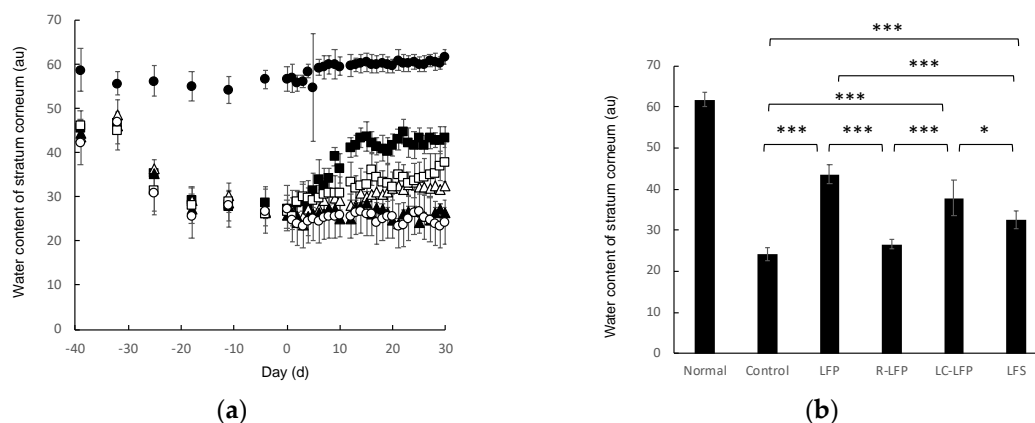 Water content of stratum corneum (au)
70
60
50
40
30
20
10
0
-40 -30 -20 -10 0 10 20 30
Day (d)
(a)
Water content of stratum corneum (au)
70
60
50
40
30
20
10
0
***
***
***
*** *** *** *
Normal Control LFP R-LFP LC-LFP LFS
(b)